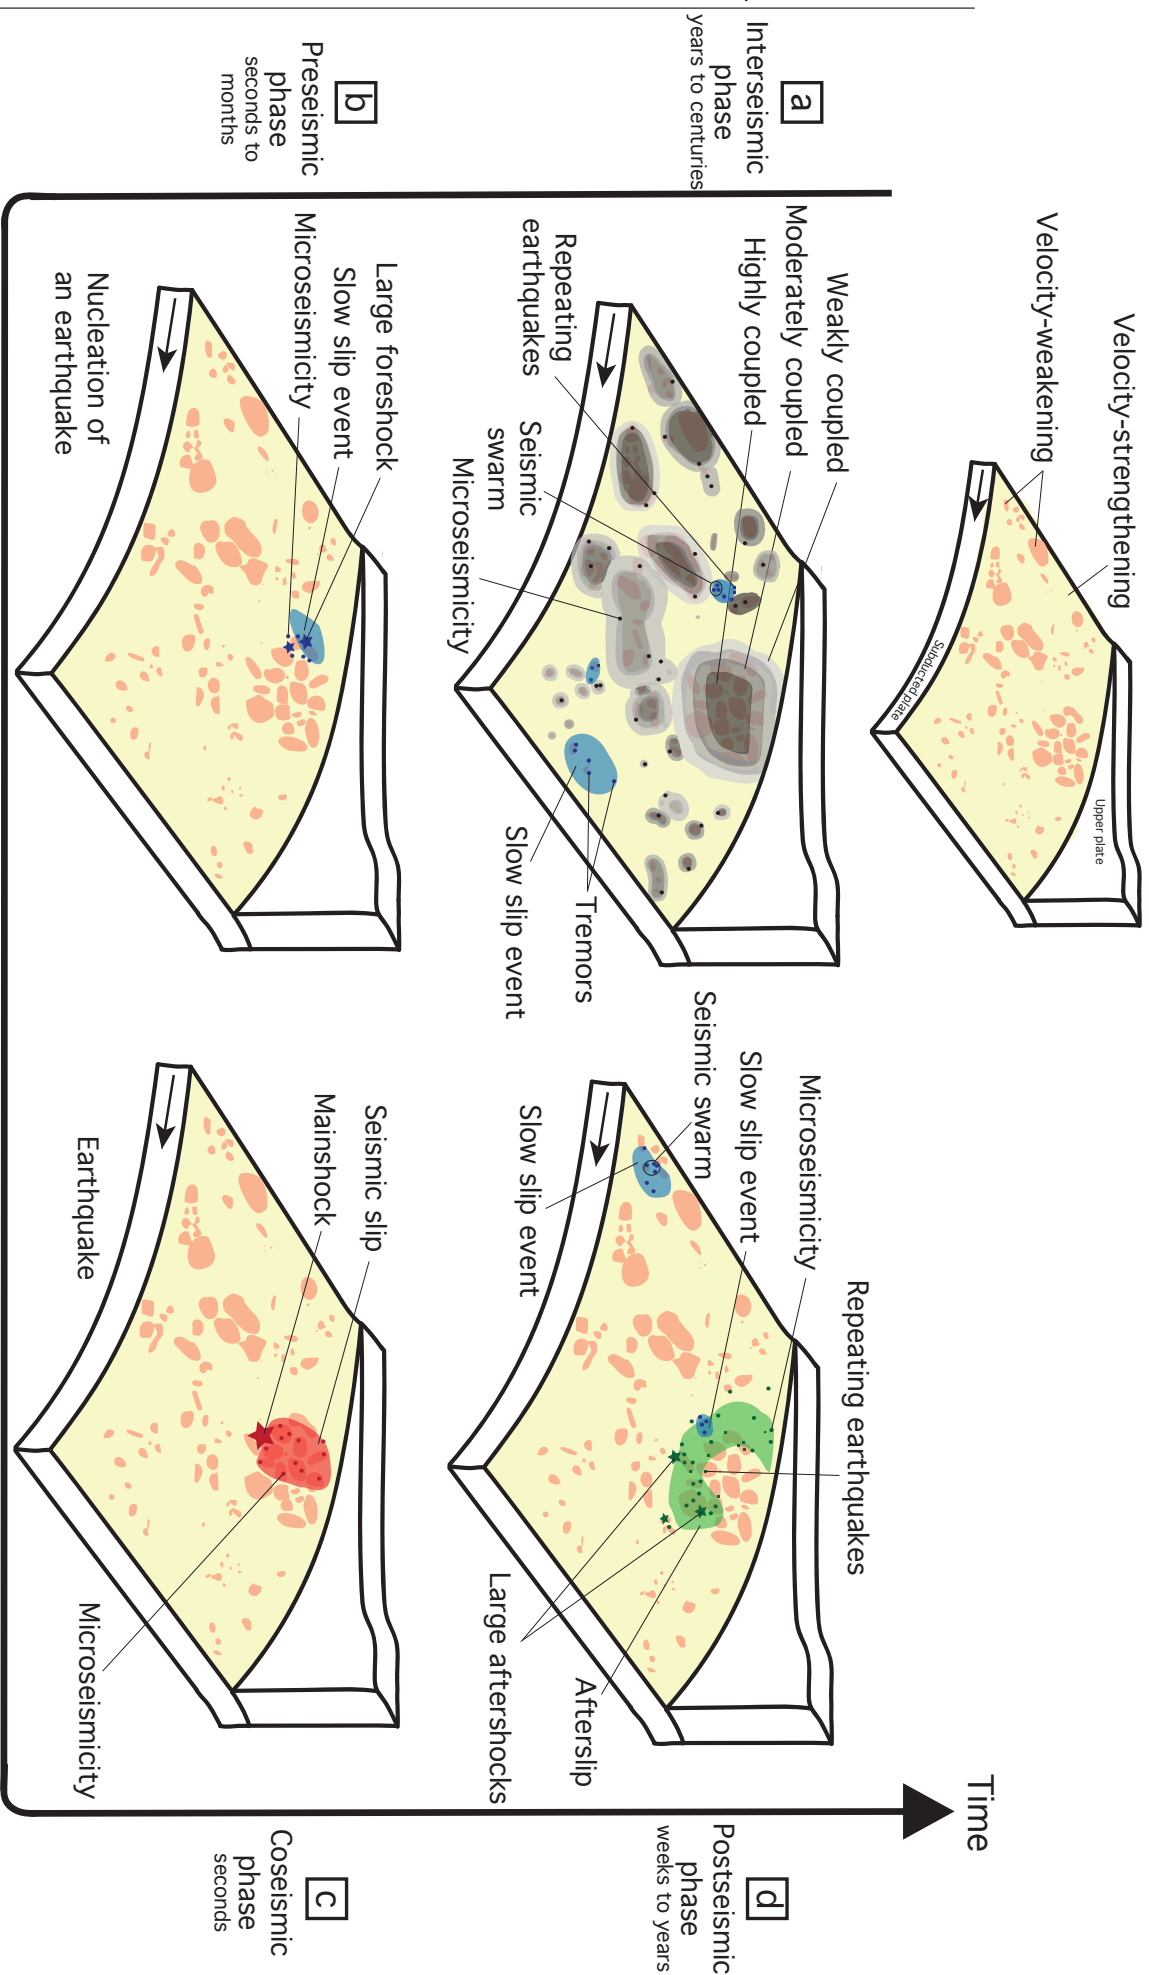 Velocity-strengthening
Velocity-weakening
Subducted plate
Upper plate
a
Interseismic
phase
years to centuries
Weakly coupled
Moderately coupled
Highly coupled
Repeating
earthquakes
Seismic
swarm
Microseismicity
Tremors
Slow slip event
b
Preseismic
phase
seconds to
months
Large foreshock
Slow slip event
Microseismicity
Nucleation of
an earthquake
c
Coseismic
phase
seconds
Seismic slip
Mainshock
Earthquake
Microseismicity
d
Postseismic
phase
weeks to years
Repeating earthquakes
Microseismicity
Slow slip event
Seismic swarm
Slow slip event
Afterslip
Large aftershocks
Time